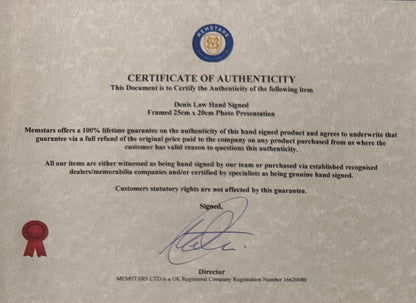 MEMSTARS
CERTIFICATE OF AUTHENTICITY
This Document is to Certify the Authenticity of the following item
Denis Law Hand Signed
Framed 25cm x 20cm Photo Presentation
Memstars offers a 100% lifetime guarantee on the authenticity of this hand signed product and agrees to underwrite that
guarantee via a full refund of the original price paid to the company on any product purchased from us where the
customer has valid reason to questions this authenticity.
All our items are either witnessed as being hand signed by our team or purchased via established recognised
dealers/memorabilia companies and/or certified by specialists as being genuine hand signed.
Customers statutory rights are not affected by this guarantee.
Signed,
Director
MEMSTARS LTD is a UK Registered Company Registration Number 16620080